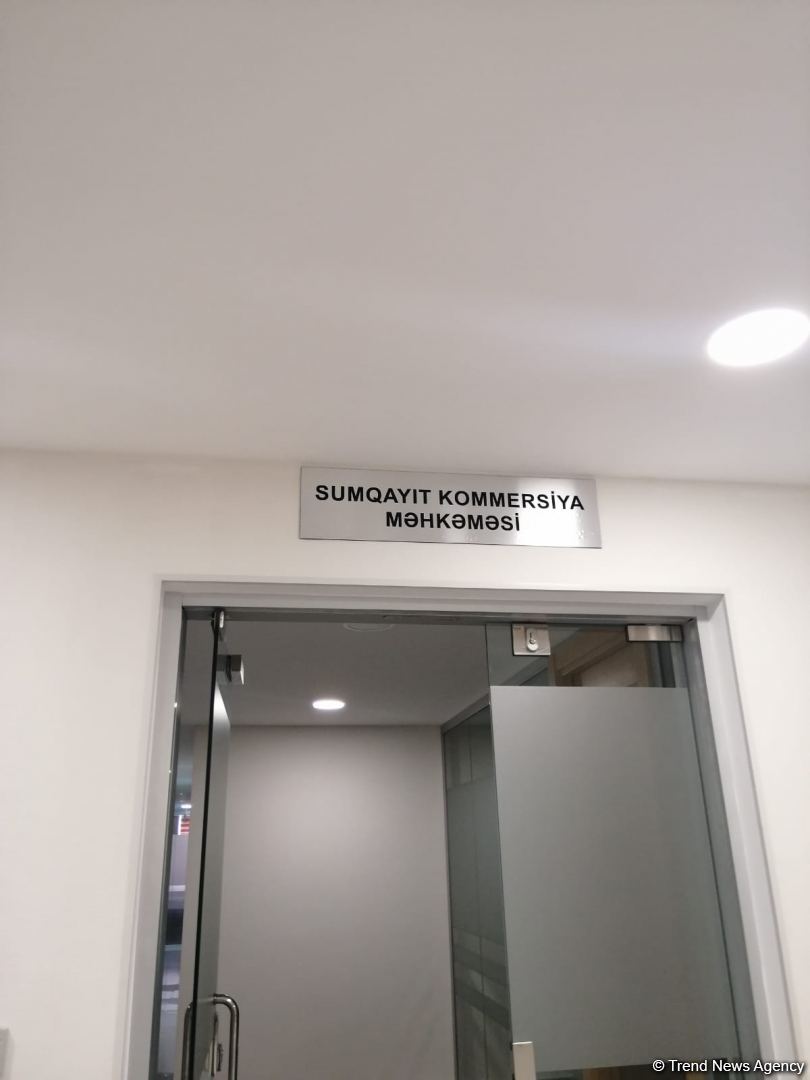 SUMQAYIT KOMMERSİYA
MƏHKƏMƏSİ
© Trend News Agency